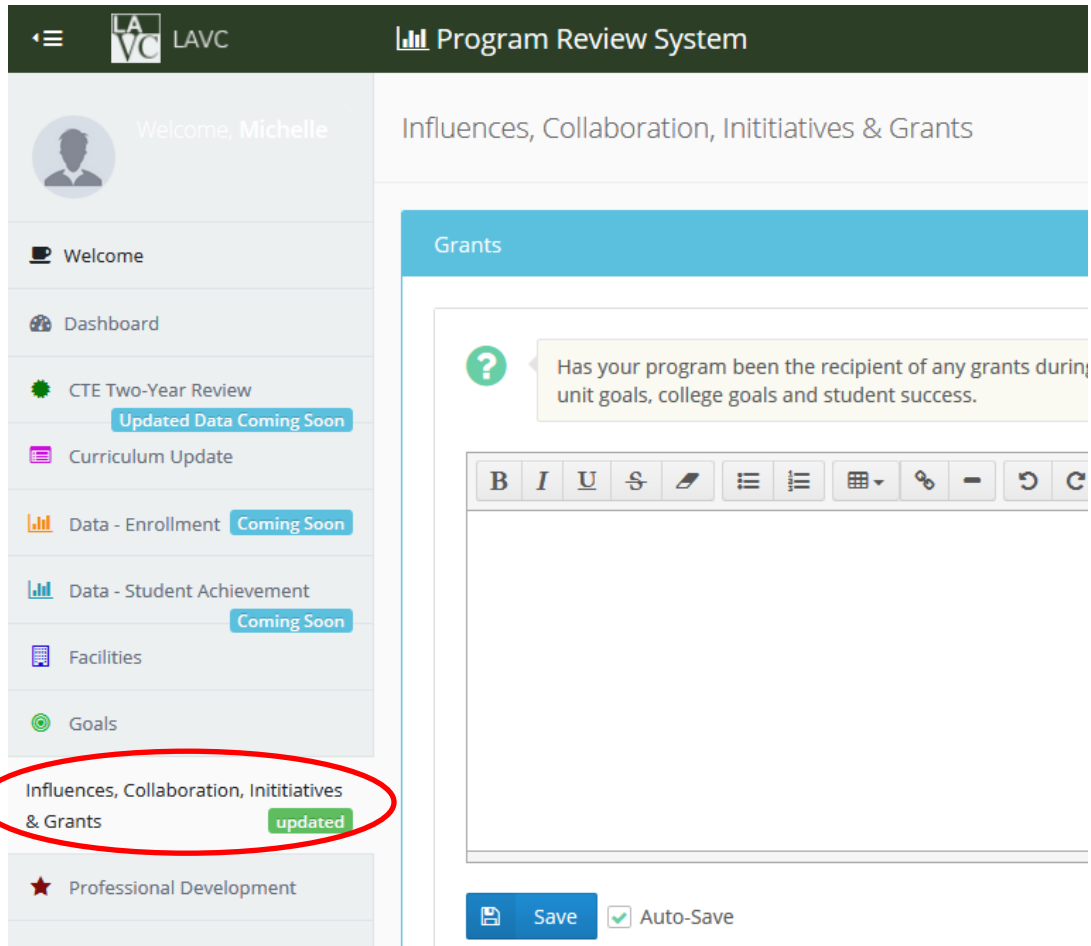 LAVC LAVC
Program Review System
Welcome, Michelle
Welcome
Dashboard
CTE Two-Year Review
Updated Data Coming Soon
Curriculum Update
Data - Enrollment Coming Soon
Data - Student Achievement
Coming Soon
Facilities
Goals
Influences, Collaboration, Inititiatives
& Grants updated
Professional Development
Influences, Collaboration, Inititiatives & Grants
Grants
? Has your program been the recipient of any grants during
unit goals, college goals and student success.
B I U S
Save Auto-Save